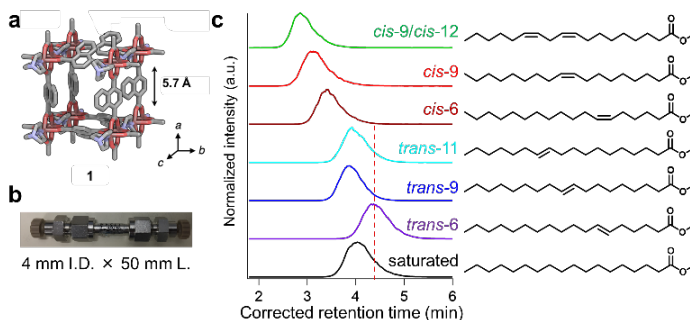 a
5.7 Å
a
b
c
1
b
4 mm I.D. × 50 mm L.
c
Normalized intensity (a.u.)
cis-9/cis-12
cis-9
cis-6
trans-11
trans-9
trans-6
saturated
2 3 4 5 6
Corrected retention time (min)
O
O
O
O
O
O
O
O
O
O
O
O
O
O